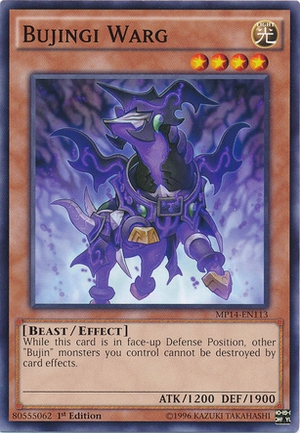 Bujingi Warg
LIGHT
光
MP14-EN113
[Beast / Effect]
While this card is in face-up Defense Position, other
"Bujin" monsters you control cannot be destroyed by
card effects.
ATK/1200 DEF/1900
80555062 1st Edition ©1996 KAZUKI TAKAHASHI